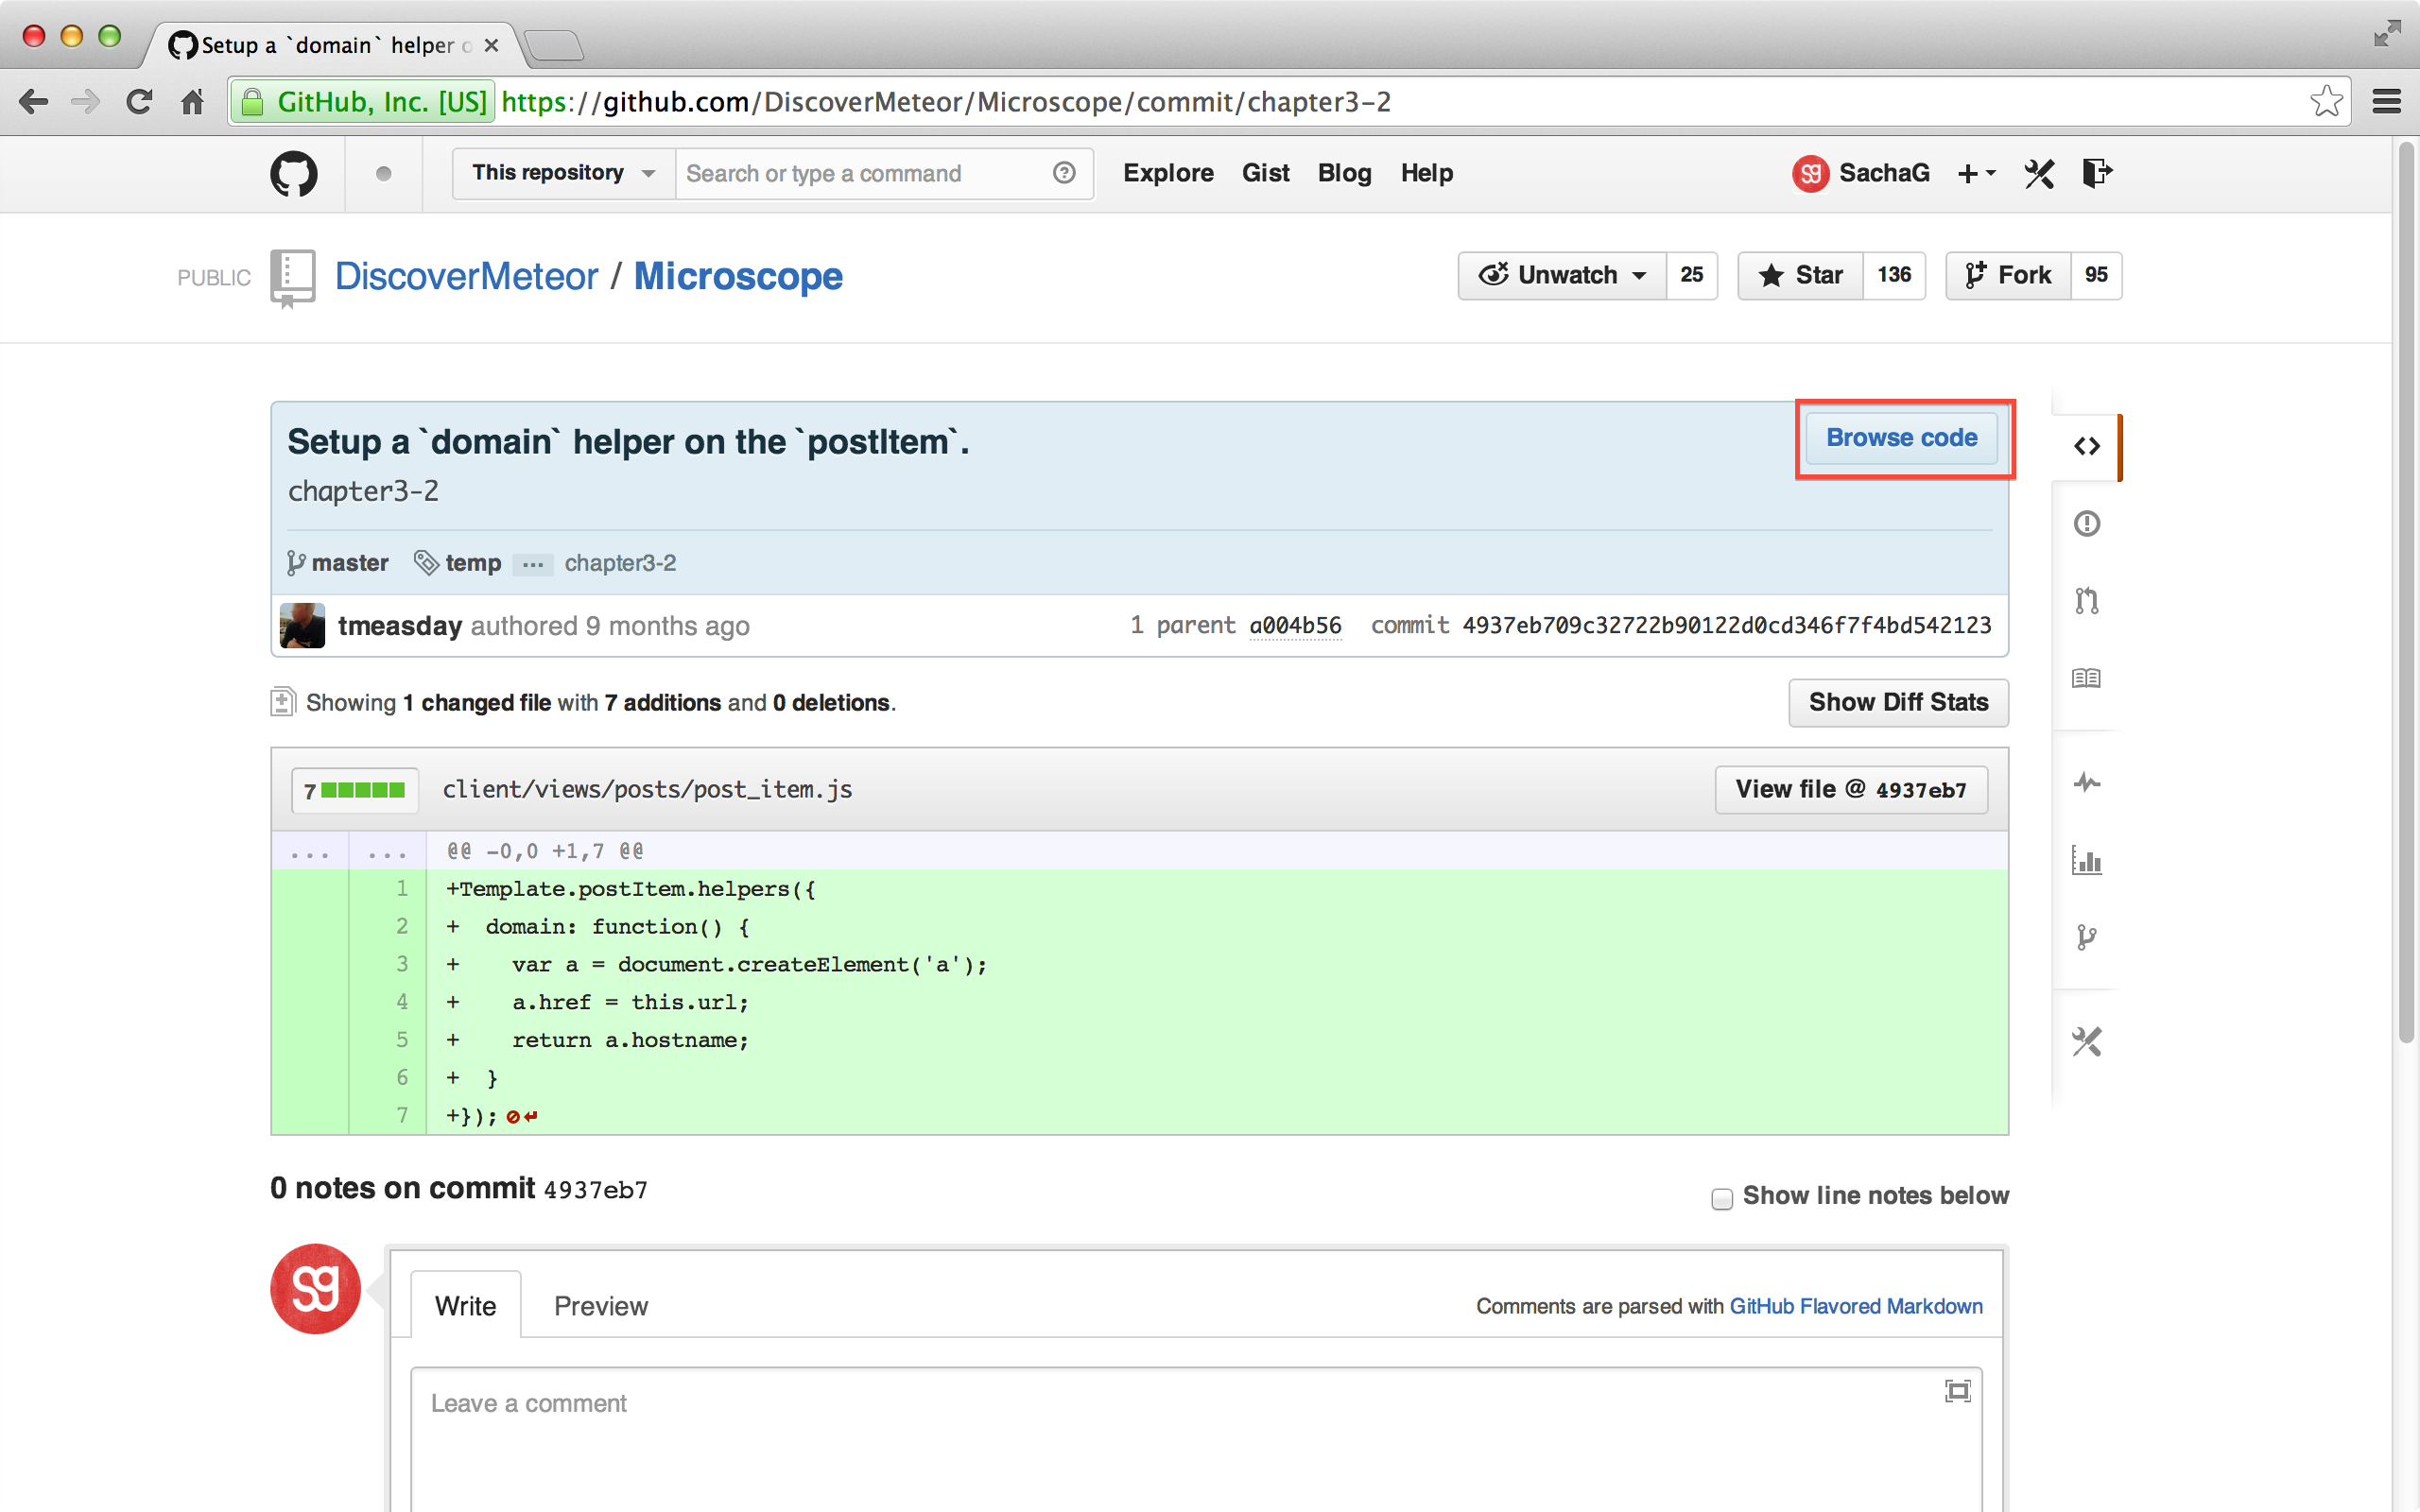 Setup a `domain` helper o
GitHub, Inc. [US] https://github.com/DiscoverMeteor/Microscope/commit/chapter3-2
This repository Search or type a command Explore Gist Blog Help SachaG
PUBLIC DiscoverMeteor / Microscope Unwatch 25 Star 136 Fork 95
Setup a `domain` helper on the `postItem`. Browse code
chapter3-2
master temp ... chapter3-2
tmeasday authored 9 months ago 1 parent a004b56 commit 4937eb709c32722b90122d0cd346f7f4bd542123
Showing 1 changed file with 7 additions and 0 deletions. Show Diff Stats
7 client/views/posts/post_item.js View file @ 4937eb7
... ... @@ -0,0 +1,7 @@
1 +Template.postItem.helpers({
2 +  domain: function() {
3 +    var a = document.createElement('a');
4 +    a.href = this.url;
5 +    return a.hostname;
6 +  }
7 +});
0 notes on commit 4937eb7 Show line notes below
sg Write Preview Comments are parsed with GitHub Flavored Markdown
Leave a comment